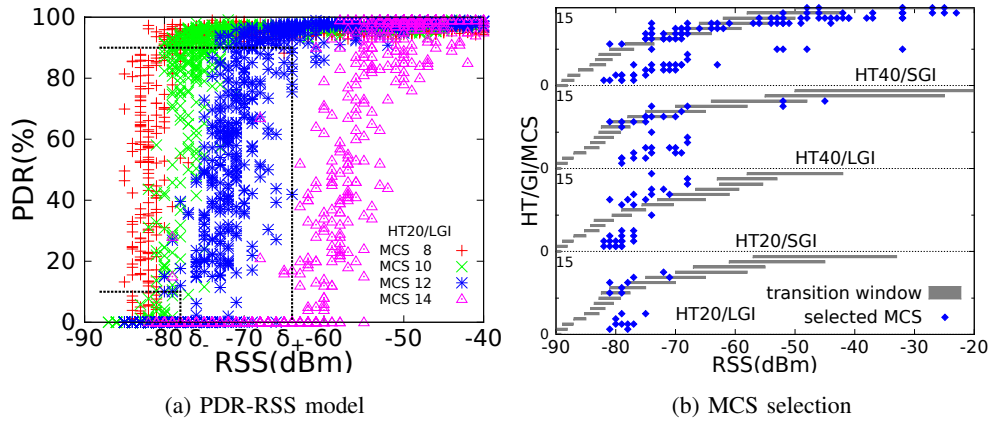 100
80
60
40
20
0
PDR(%)
HT20/LGI
MCS 8
MCS 10
MCS 12
MCS 14
-90 -80 δ- -70 δ+ -60 -50 -40
RSS(dBm)
(a) PDR-RSS model
HT/GI/MCS
15
0
HT40/SGI
15
0
HT40/LGI
15
0
HT20/SGI
15
0
HT20/LGI
transition window
selected MCS
-90 -80 -70 -60 -50 -40 -30 -20
RSS(dBm)
(b) MCS selection